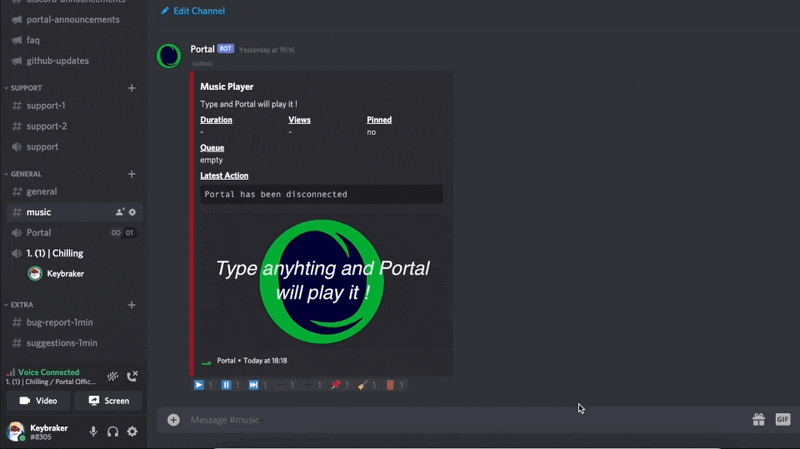 discord-announcements
portal-announcements
faq
github-updates
SUPPORT
support-1
support-2
support
GENERAL
general
music
Portal 00 01
1. (1) | Chilling
Keybraker
EXTRA
bug-report-1min
suggestions-1min
Voice Connected
1. (1) | Chilling / Portal Offic...
Video Screen
Keybraker
#8305
Edit Channel
Portal BOT Yesterday at 19:16
(edited)
Music Player
Type and Portal will play it !
Duration Views Pinned
- - no
Queue
empty
Latest Action
Portal has been disconnected
Type anyhting and Portal
will play it !
Portal • Today at 18:18
1 1 1 1 1 1 1 1
Message #music
GIF